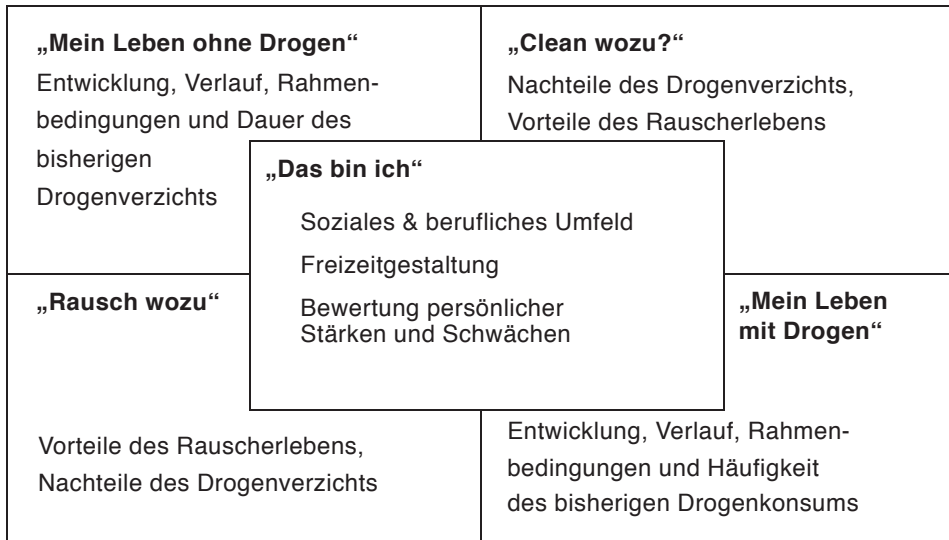 „Mein Leben ohne Drogen“
Entwicklung, Verlauf, Rahmen-
bedingungen und Dauer des
bisherigen
Drogenverzichts
„Clean wozu?“
Nachteile des Drogenverzichts,
Vorteile des Rauscherlebens
„Das bin ich“
Soziales & berufliches Umfeld
Freizeitgestaltung
Bewertung persönlicher
Stärken und Schwächen
„Rausch wozu“
Vorteile des Rauscherlebens,
Nachteile des Drogenverzichts
„Mein Leben
mit Drogen“
Entwicklung, Verlauf, Rahmen-
bedingungen und Häufigkeit
des bisherigen Drogenkonsums